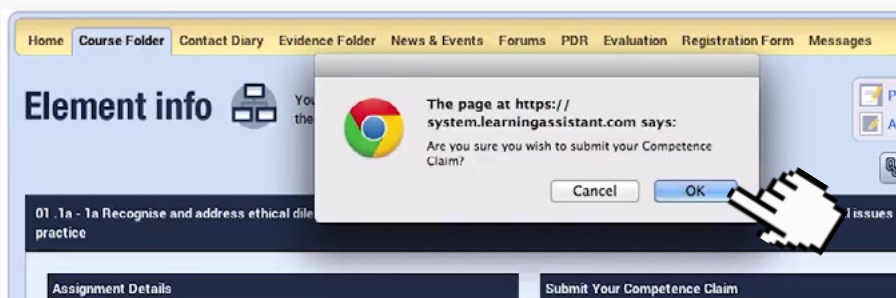 Home Course Folder Contact Diary Evidence Folder News & Events Forums PDR Evaluation Registration Form Messages
Element info
The page at https://
system.learningassistant.com says:
Are you sure you wish to submit your Competence
Claim?
Cancel OK
01 .1a - 1a Recognise and address ethical issues
practice
Assignment Details
Submit Your Competence Claim